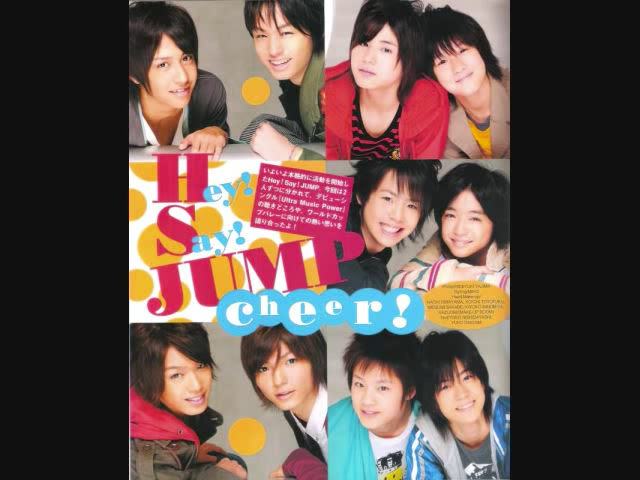 Hey!
Say!
JUMP
cheer!
いよいよ本格的に活動を開始し
たHey! Say! JUMP。今回は2
人ずつに分かれて、デビューシ
ングル「Ultra Music Power」
の聴きどころや、ワールドカッ
プバレーに向けての熱い思いを
語り合ったよ!